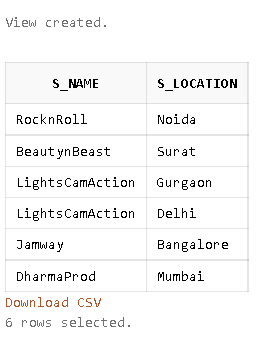 View created.
S_NAME S_LOCATION
RocknRoll Noida
BeautynBeast Surat
LightsCamAction Gurgaon
LightsCamAction Delhi
Jamway Bangalore
DharmaProd Mumbai
Download CSV
6 rows selected.